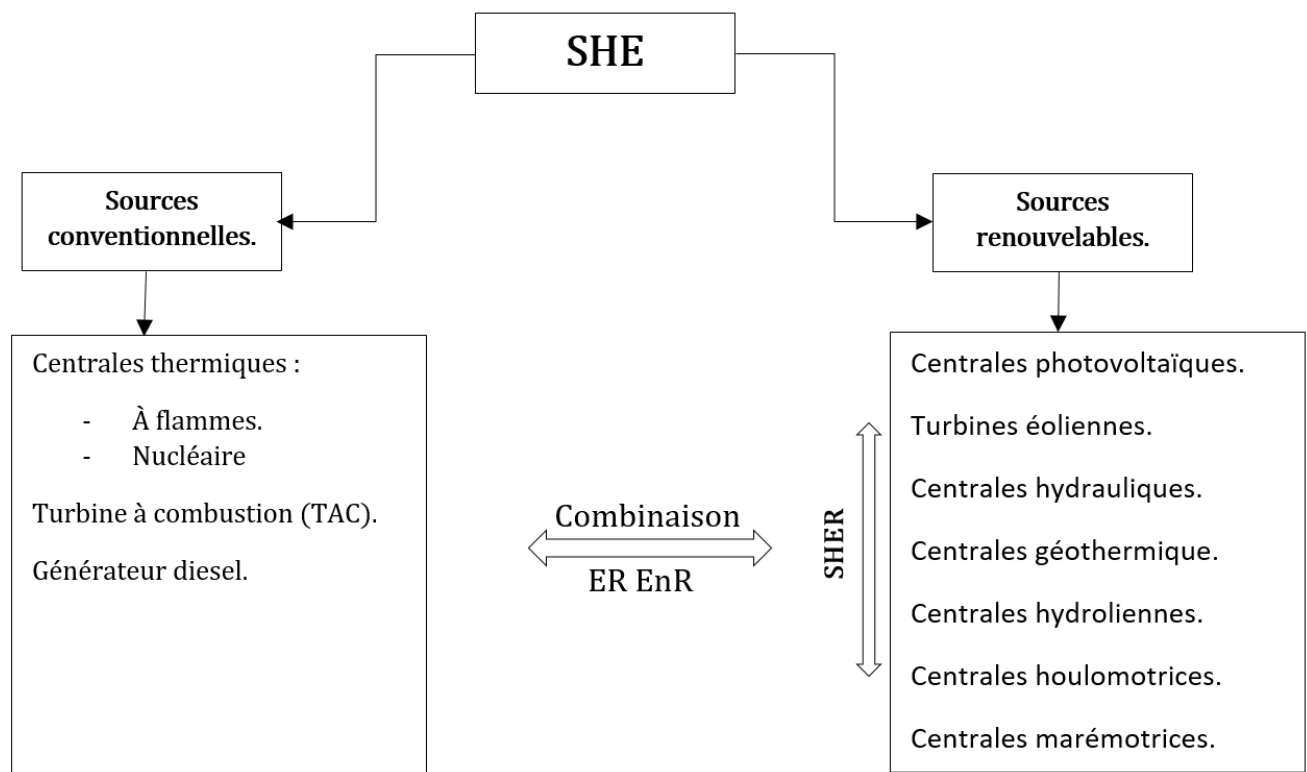 SHE
Sources
conventionnelles.
Sources
renouvelables.
Centrales thermiques :
- À flammes.
- Nucléaire
Turbine à combustion (TAC).
Générateur diesel.
Combinaison
ER EnR
SHER
Centrales photovoltaïques.
Turbines éoliennes.
Centrales hydrauliques.
Centrales géothermique.
Centrales hydroliennes.
Centrales houlomotrices.
Centrales marémotrices.